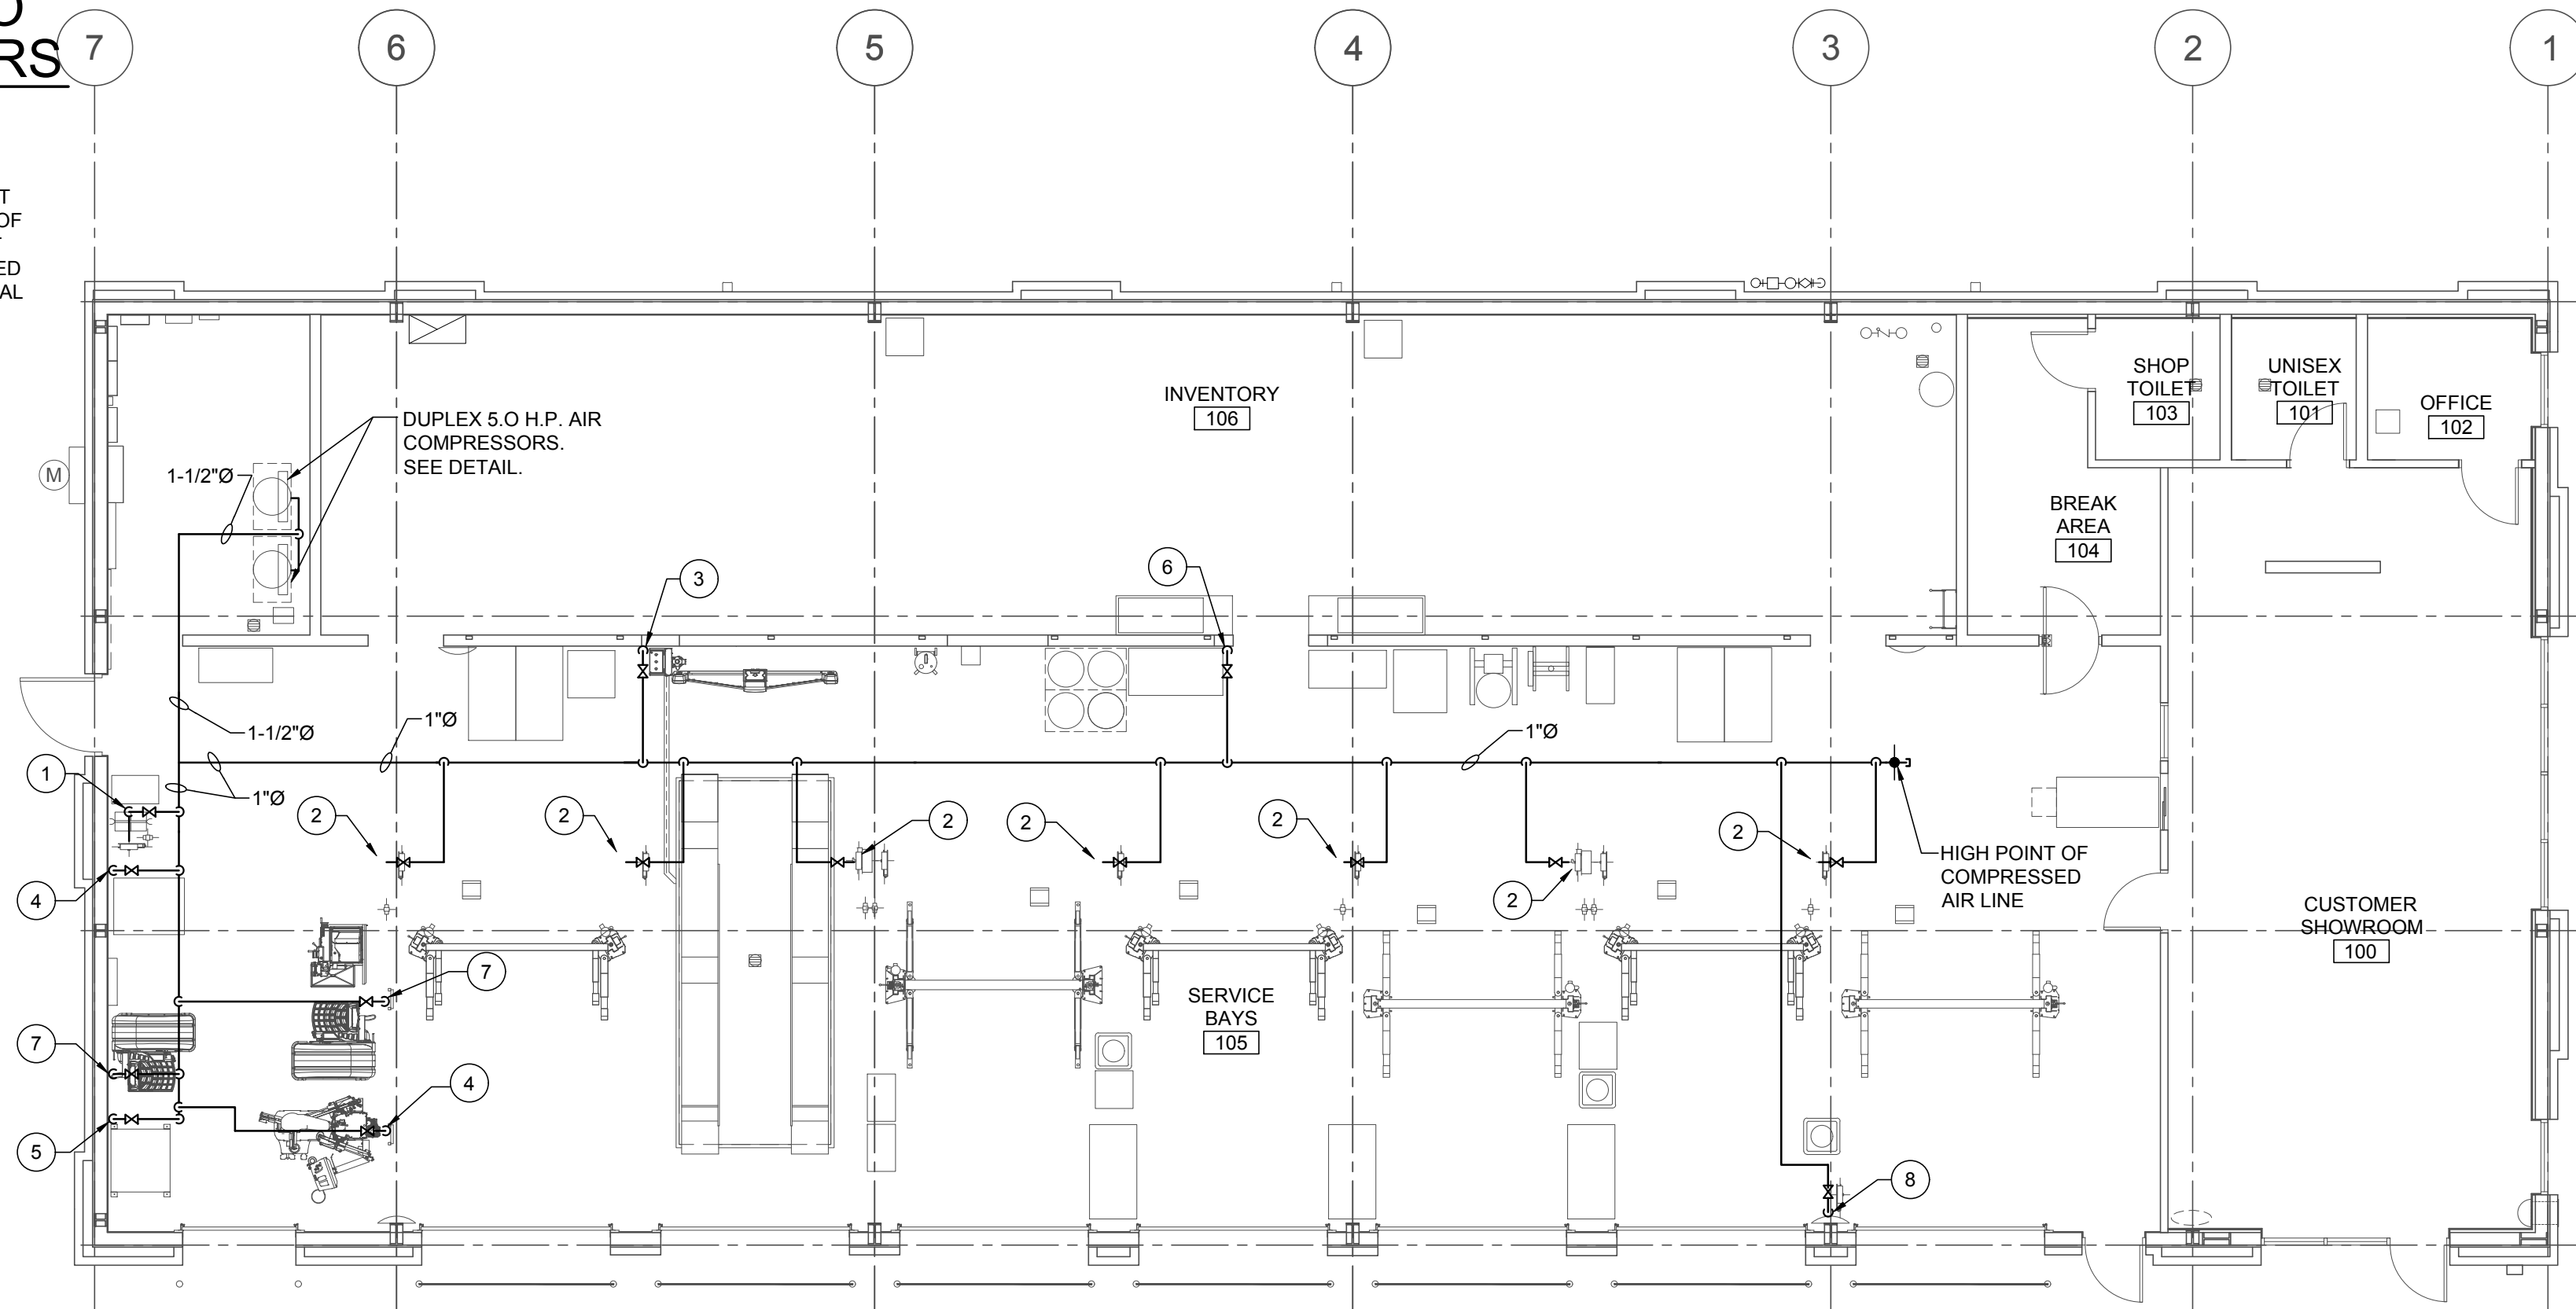 RS
7
6
5
4
3
2
1
T
OF
ED
AL
INVENTORY
106
SHOP
TOILET
103
UNISEX
TOILET
101
OFFICE
102
DUPLEX 5.O H.P. AIR
COMPRESSORS.
SEE DETAIL.
1-1/2"Ø
M
BREAK
AREA
104
3
6
1-1/2"Ø
1"Ø
1"Ø
1"Ø
1
2
2
2
2
2
2
2
HIGH POINT OF
COMPRESSED
AIR LINE
4
CUSTOMER
SHOWROOM
100
7
SERVICE
BAYS
105
7
4
5
8